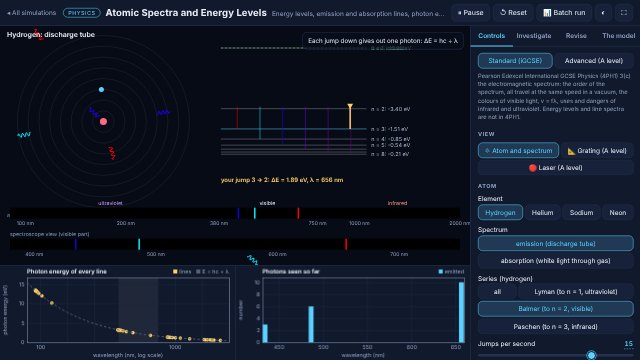 ◂ All simulations
PHYSICS
Atomic Spectra and Energy Levels
Energy levels, emission and absorption lines, photon e...
Pause
Reset
Batch run
Hydrogen: discharge tube
Each jump down gives out one photon: ΔE = hc ÷ λ
n = 2: -3.40 eV
n = 3: -1.51 eV
n = 4: -0.85 eV
n = 5: -0.54 eV
n = 8: -0.21 eV
your jump 3 → 2: ΔE = 1.89 eV, λ = 656 nm
ultraviolet
visible
infrared
100 nm
200 nm
380 nm
750 nm
1000 nm
2000 nm
spectroscope view (visible part)
400 nm
500 nm
600 nm
700 nm
Photon energy of every line
lines
E = hc ÷ λ
photon energy (eV)
15
10
5
0
100
1000
wavelength (nm, log scale)
Photons seen so far
emitted
number
10
8
6
4
2
0
450
500
550
600
650
wavelength (nm)
Controls
Investigate
Revise
The model
Standard (IGCSE)
Advanced (A level)
Pearson Edexcel International GCSE Physics (4PH1) 3(c)
the electromagnetic spectrum: the order of the
spectrum, all travel at the same speed in a vacuum, the
colours of visible light, v = fλ, uses and dangers of
infrared and ultraviolet. Energy levels and line spectra
are not in 4PH1.
VIEW
Atom and spectrum
Grating (A level)
Laser (A level)
ATOM
Element
Hydrogen
Helium
Sodium
Neon
Spectrum
emission (discharge tube)
absorption (white light through gas)
Series (hydrogen)
all
Lyman (to n = 1, ultraviolet)
Balmer (to n = 2, visible)
Paschen (to n = 3, infrared)
Jumps per second
15